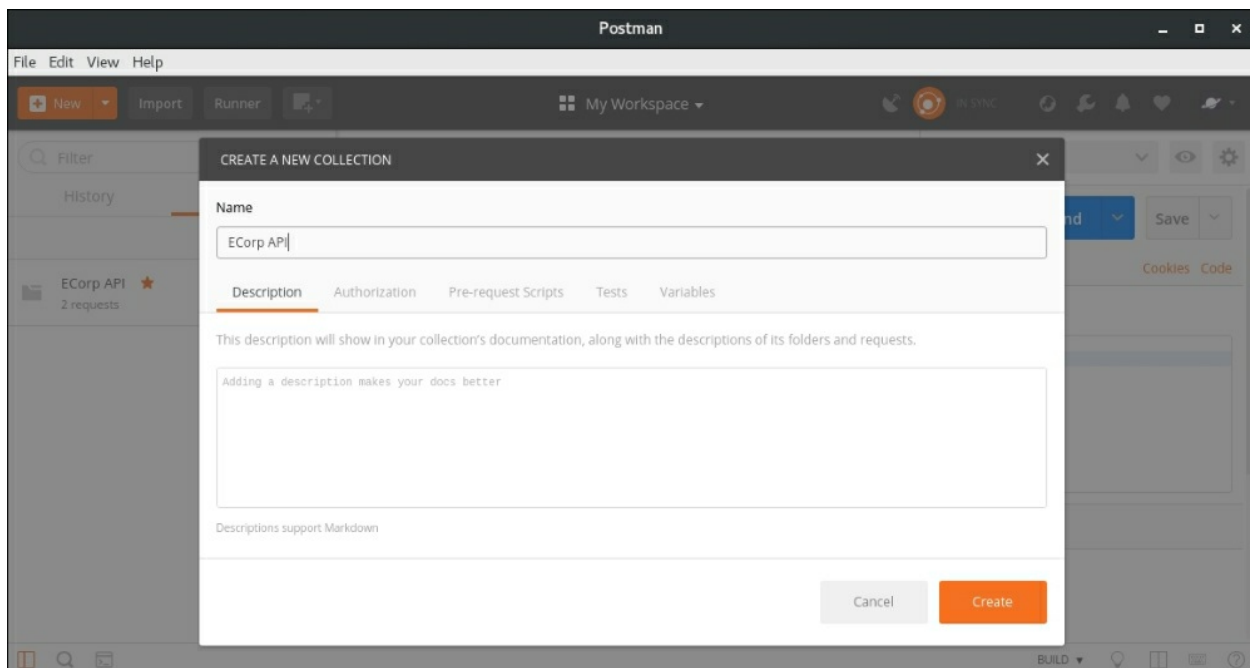 Postman
File Edit View Help
New Import Runner My Workspace IN SYNC
Filter
CREATE A NEW COLLECTION
History
Name
nd Save
ECorp API
Cookies Code
ECorp API
2 requests
Description Authorization Pre-request Scripts Tests Variables
This description will show in your collection's documentation, along with the descriptions of its folders and requests.
Adding a description makes your docs better
Descriptions support Markdown
Cancel Create
BUILD